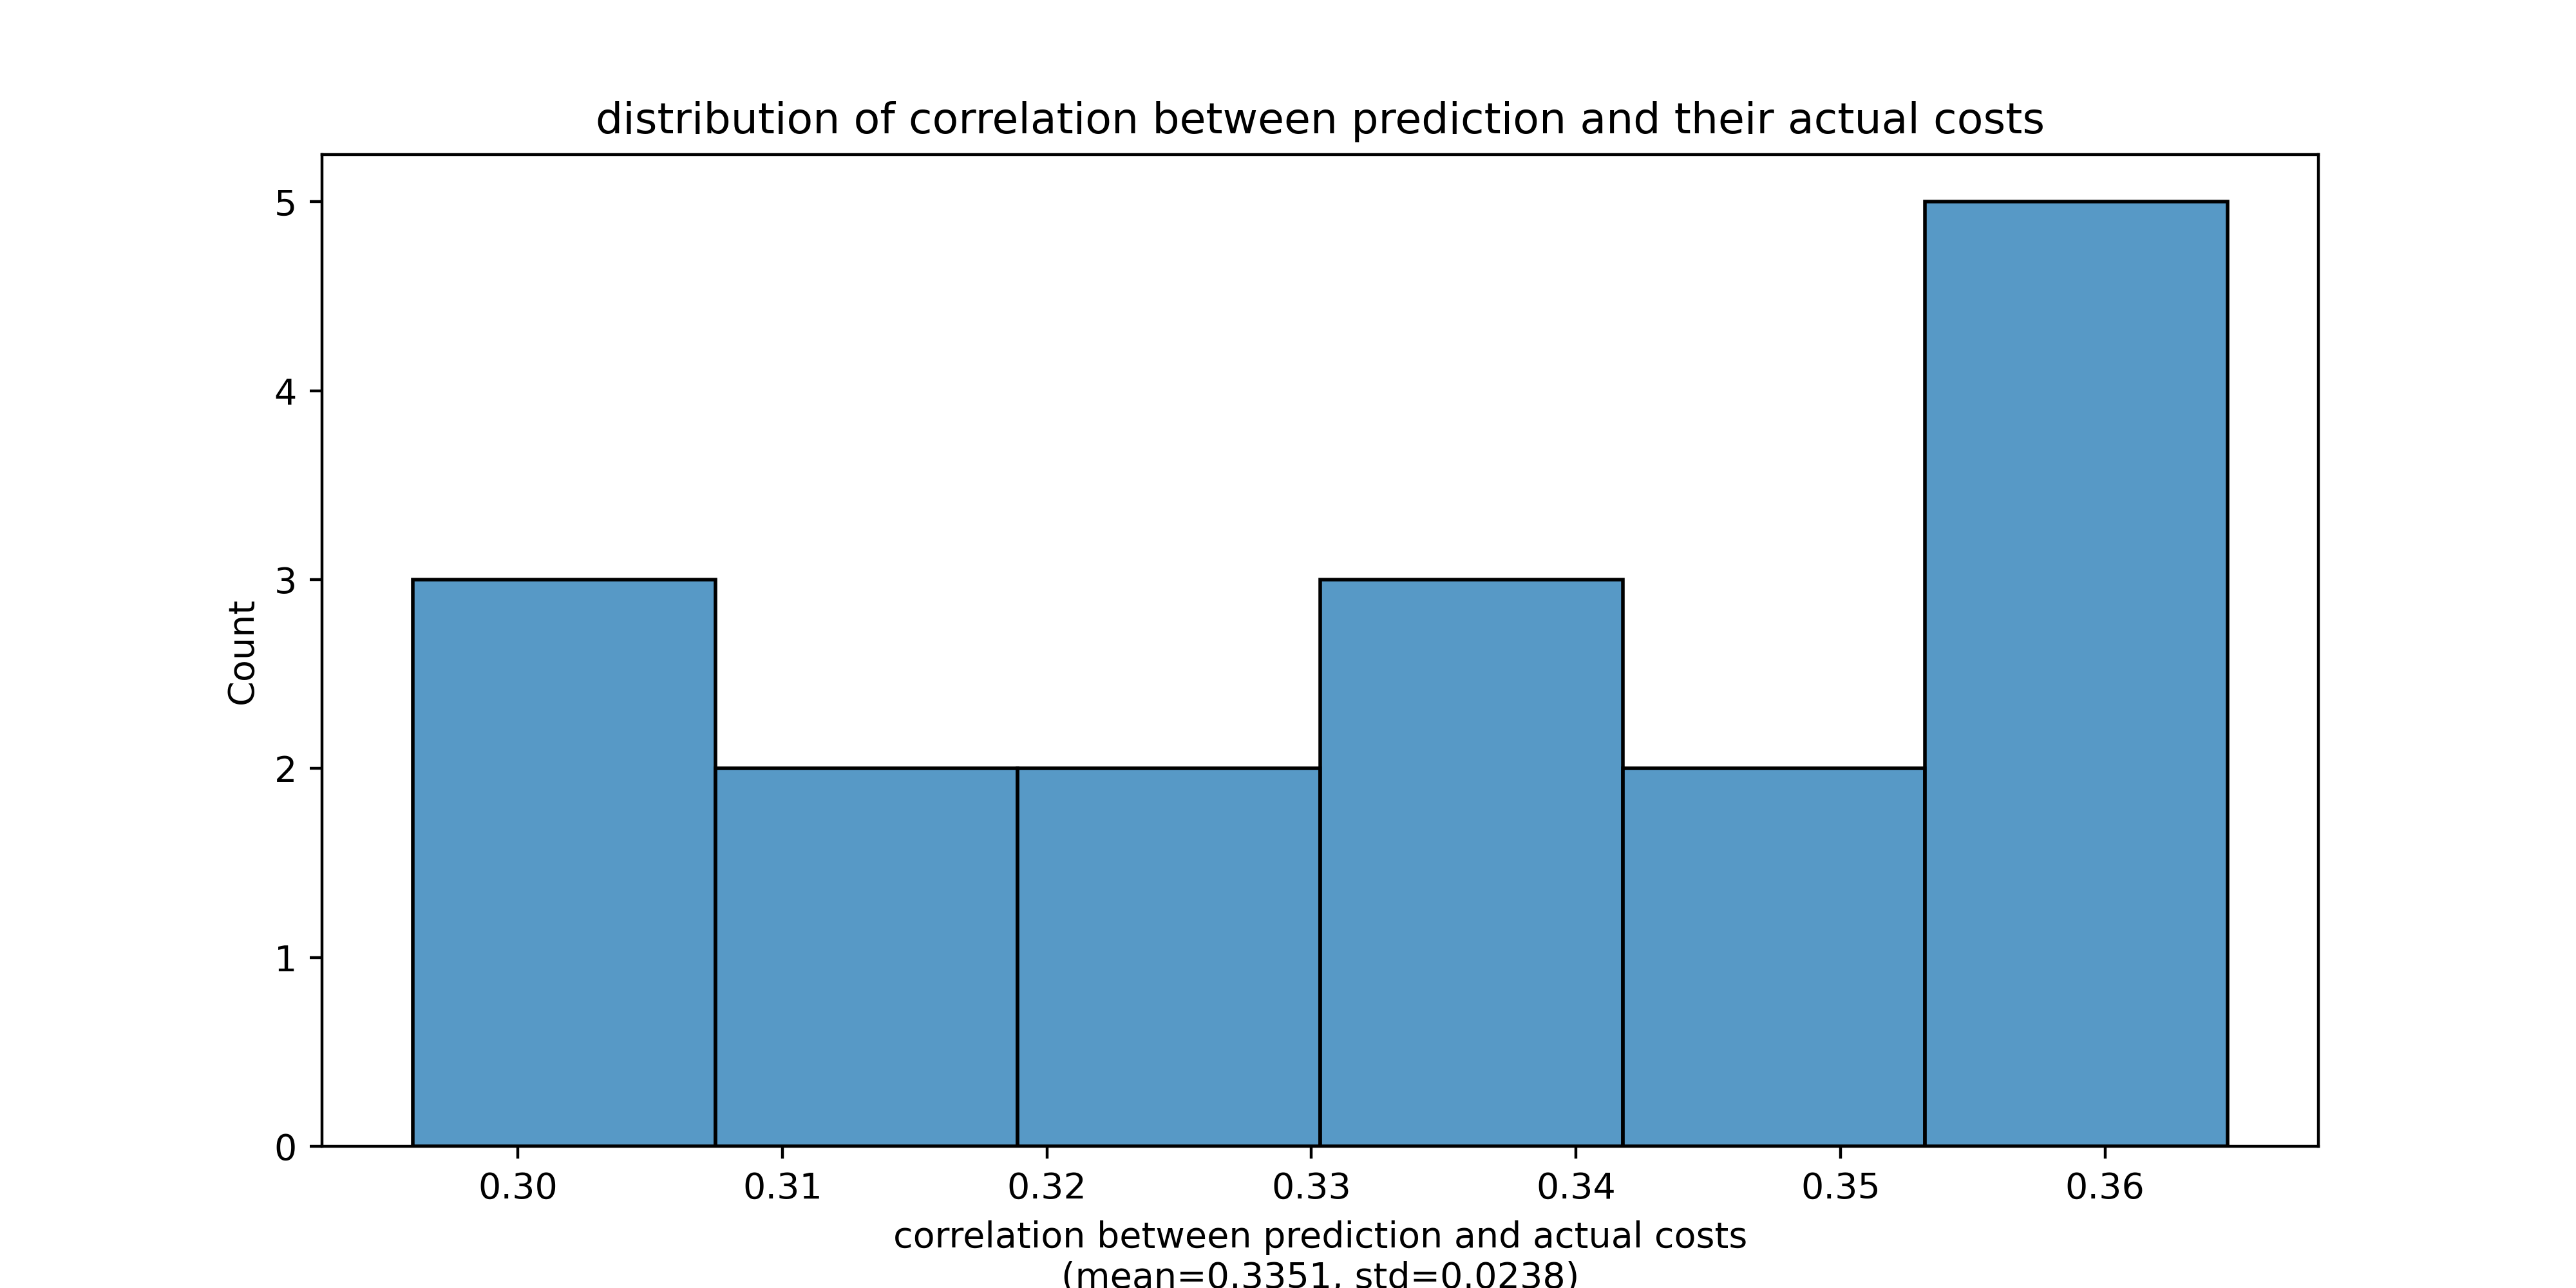 distribution of correlation between prediction and their actual costs
5
4
3
2
1
0
Count
0.30 0.31 0.32 0.33 0.34 0.35 0.36
correlation between prediction and actual costs
(mean=0.3351, std=0.0238)